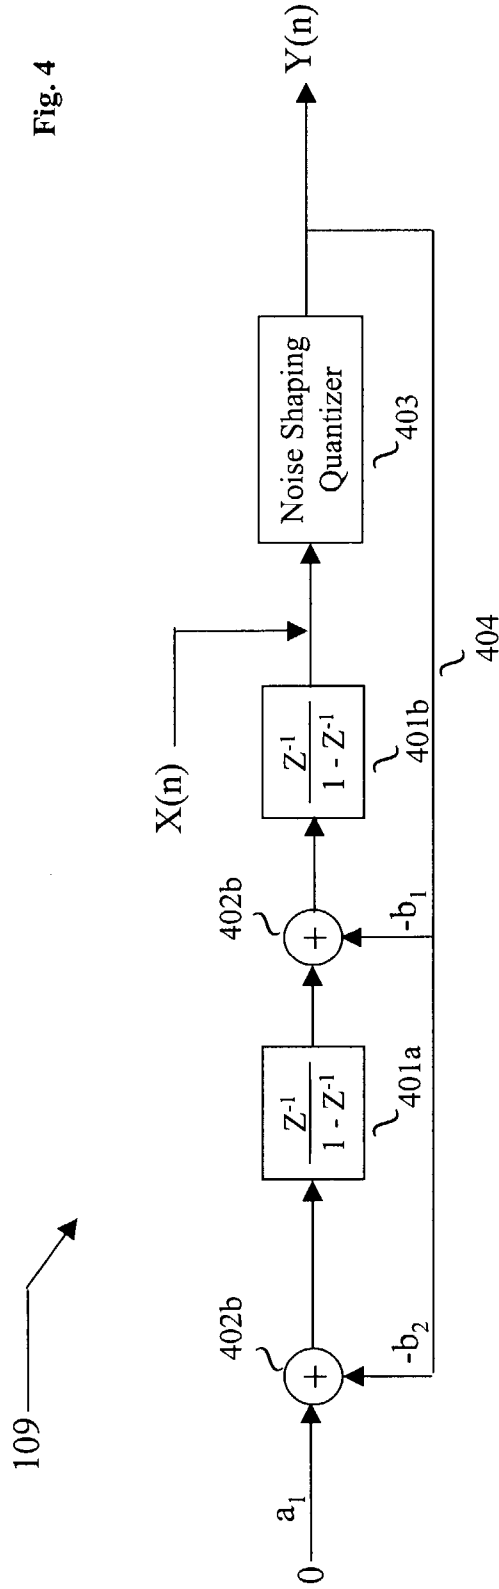 Fig. 4
109
0
a₁
402b
+
-b₂
Z⁻¹
1 - Z⁻¹
401a
402b
+
-b₁
Z⁻¹
1 - Z⁻¹
401b
X(n)
404
Noise Shaping
Quantizer
403
Y(n)